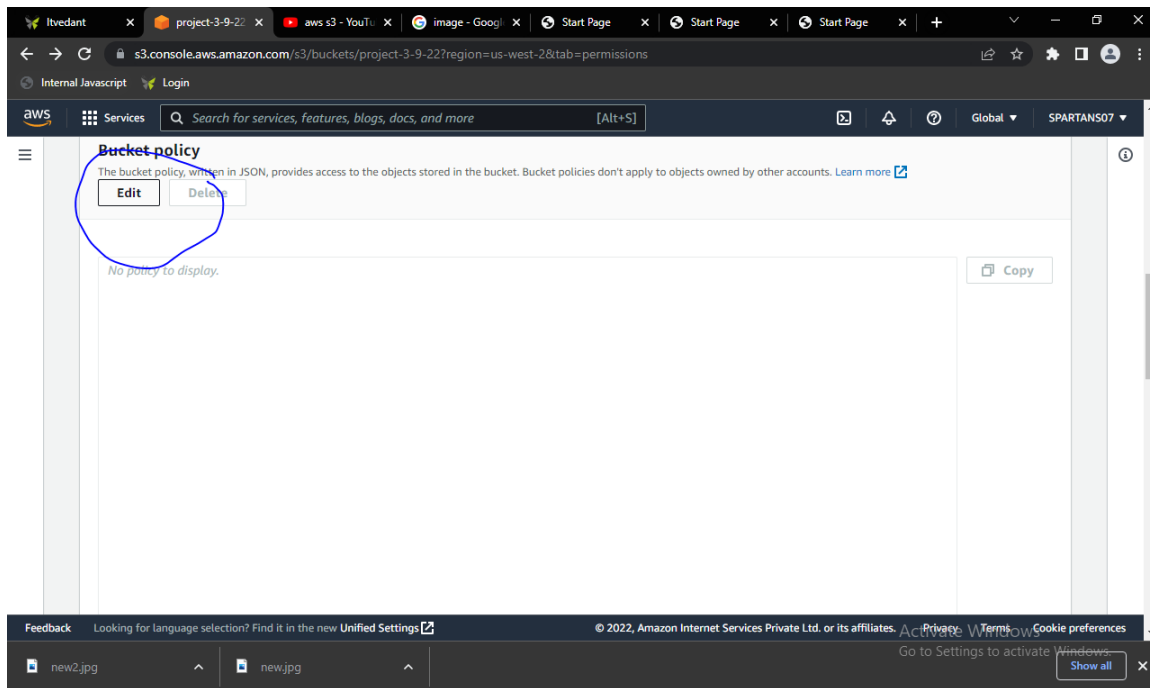 Itvedant
project-3-9-22
aws s3 - YouTu
image - Googl
Start Page
Start Page
Start Page
s3.console.aws.amazon.com/s3/buckets/project-3-9-22?region=us-west-2&tab=permissions
Internal Javascript
Login
aws
Services
Search for services, features, blogs, docs, and more
[Alt+S]
Global
SPARTANS07
Bucket policy
The bucket policy, written in JSON, provides access to the objects stored in the bucket. Bucket policies don't apply to objects owned by other accounts. Learn more
Edit
Delete
No policy to display.
Copy
Feedback
Looking for language selection? Find it in the new Unified Settings
© 2022, Amazon Internet Services Private Ltd. or its affiliates.
Privacy
Terms
Cookie preferences
Activate Windows
Go to Settings to activate Windows.
new2.jpg
new.jpg
Show all